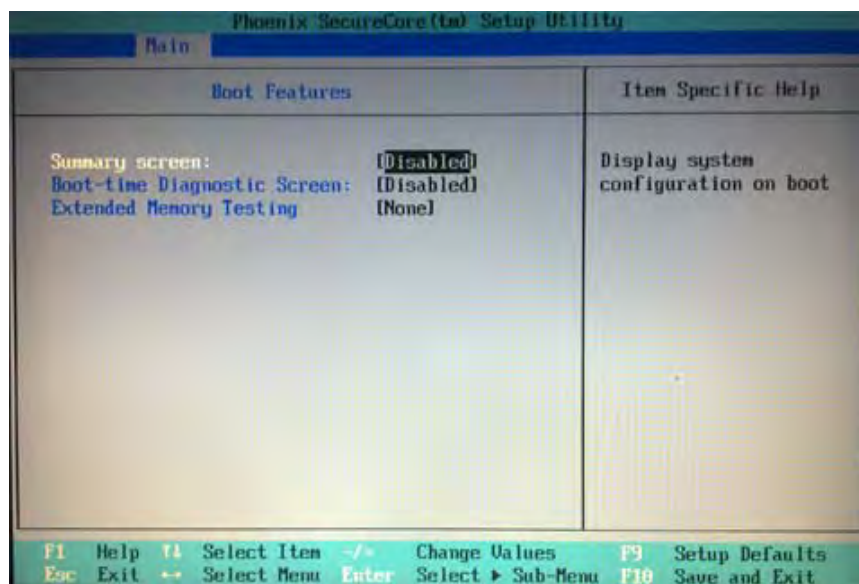 Phoenix SecureCore(tm) Setup Utility
Main
Boot Features
Item Specific Help
Summary screen: [Disabled]
Boot-time Diagnostic Screen: [Disabled]
Extended Memory Testing [None]
Display system
configuration on boot
F1 Help ↑↓ Select Item -/+ Change Values F9 Setup Defaults
Esc Exit ↔ Select Menu Enter Select ▶ Sub-Menu F10 Save and Exit